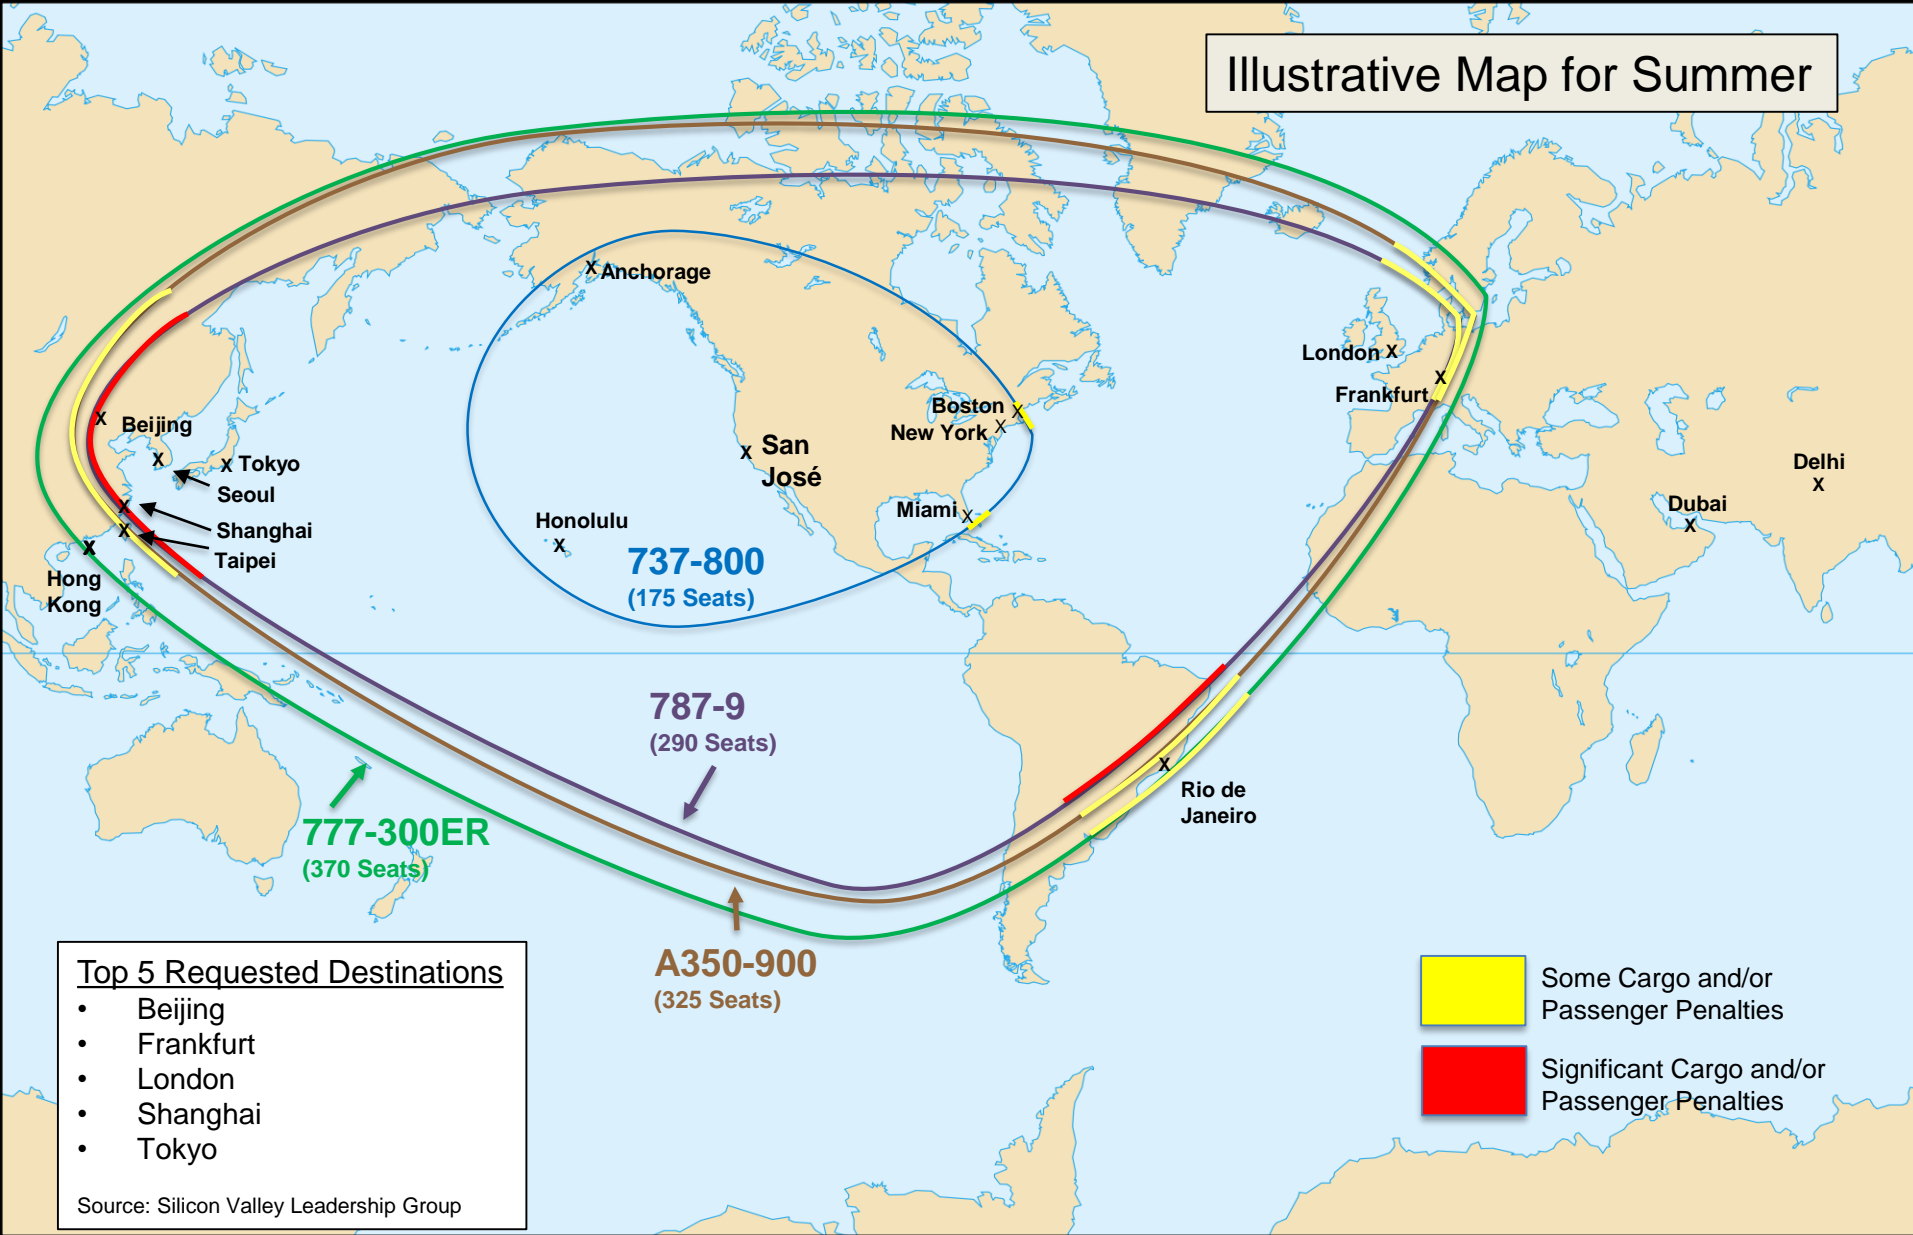 Illustrative Map for Summer
X Anchorage
London X
X
Frankfurt
Boston X
New York X
X San
José
X
Beijing
X
X Tokyo
Seoul
Delhi
X
Miami X
Dubai
X
X
Shanghai
X
Taipei
Honolulu
X
X
Hong
Kong
737-800
(175 Seats)
787-9
(290 Seats)
X
Rio de
Janeiro
777-300ER
(370 Seats)
A350-900
(325 Seats)
Top 5 Requested Destinations
• Beijing
• Frankfurt
• London
• Shanghai
• Tokyo
Source: Silicon Valley Leadership Group
Some Cargo and/or
Passenger Penalties
Significant Cargo and/or
Passenger Penalties